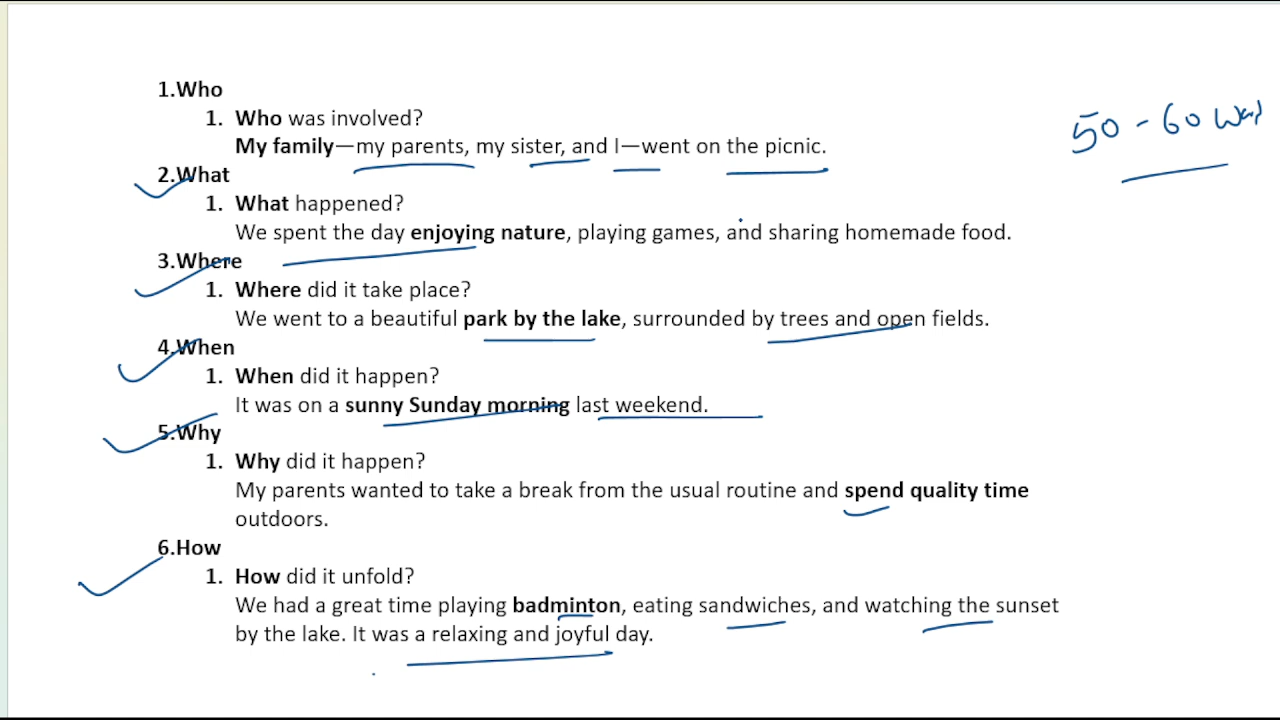 1.Who
1. Who was involved?
My family—my parents, my sister, and I—went on the picnic.
50 - 60 word
2.What
1. What happened?
We spent the day enjoying nature, playing games, and sharing homemade food.
3.Where
1. Where did it take place?
We went to a beautiful park by the lake, surrounded by trees and open fields.
4.When
1. When did it happen?
It was on a sunny Sunday morning last weekend.
5.Why
1. Why did it happen?
My parents wanted to take a break from the usual routine and spend quality time
outdoors.
6.How
1. How did it unfold?
We had a great time playing badminton, eating sandwiches, and watching the sunset
by the lake. It was a relaxing and joyful day.